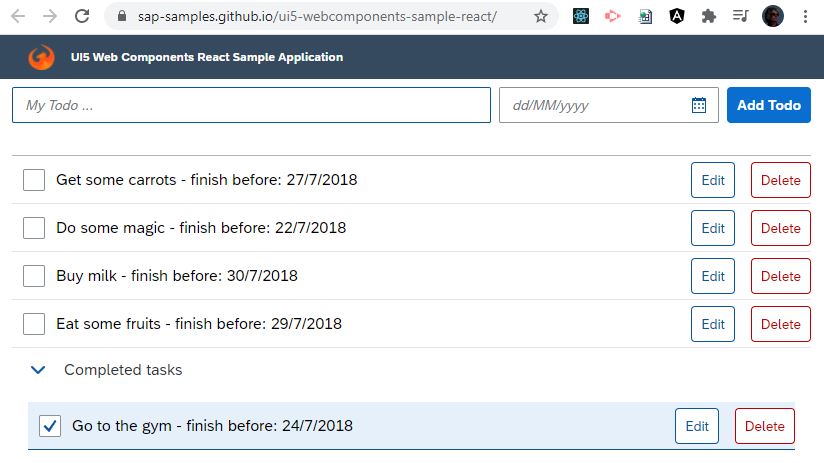 sap-samples.github.io/ui5-webcomponents-sample-react/
UI5 Web Components React Sample Application
My Todo ... dd/MM/yyyy Add Todo
Get some carrots - finish before: 27/7/2018 Edit Delete
Do some magic - finish before: 22/7/2018 Edit Delete
Buy milk - finish before: 30/7/2018 Edit Delete
Eat some fruits - finish before: 29/7/2018 Edit Delete
Completed tasks
Go to the gym - finish before: 24/7/2018 Edit Delete